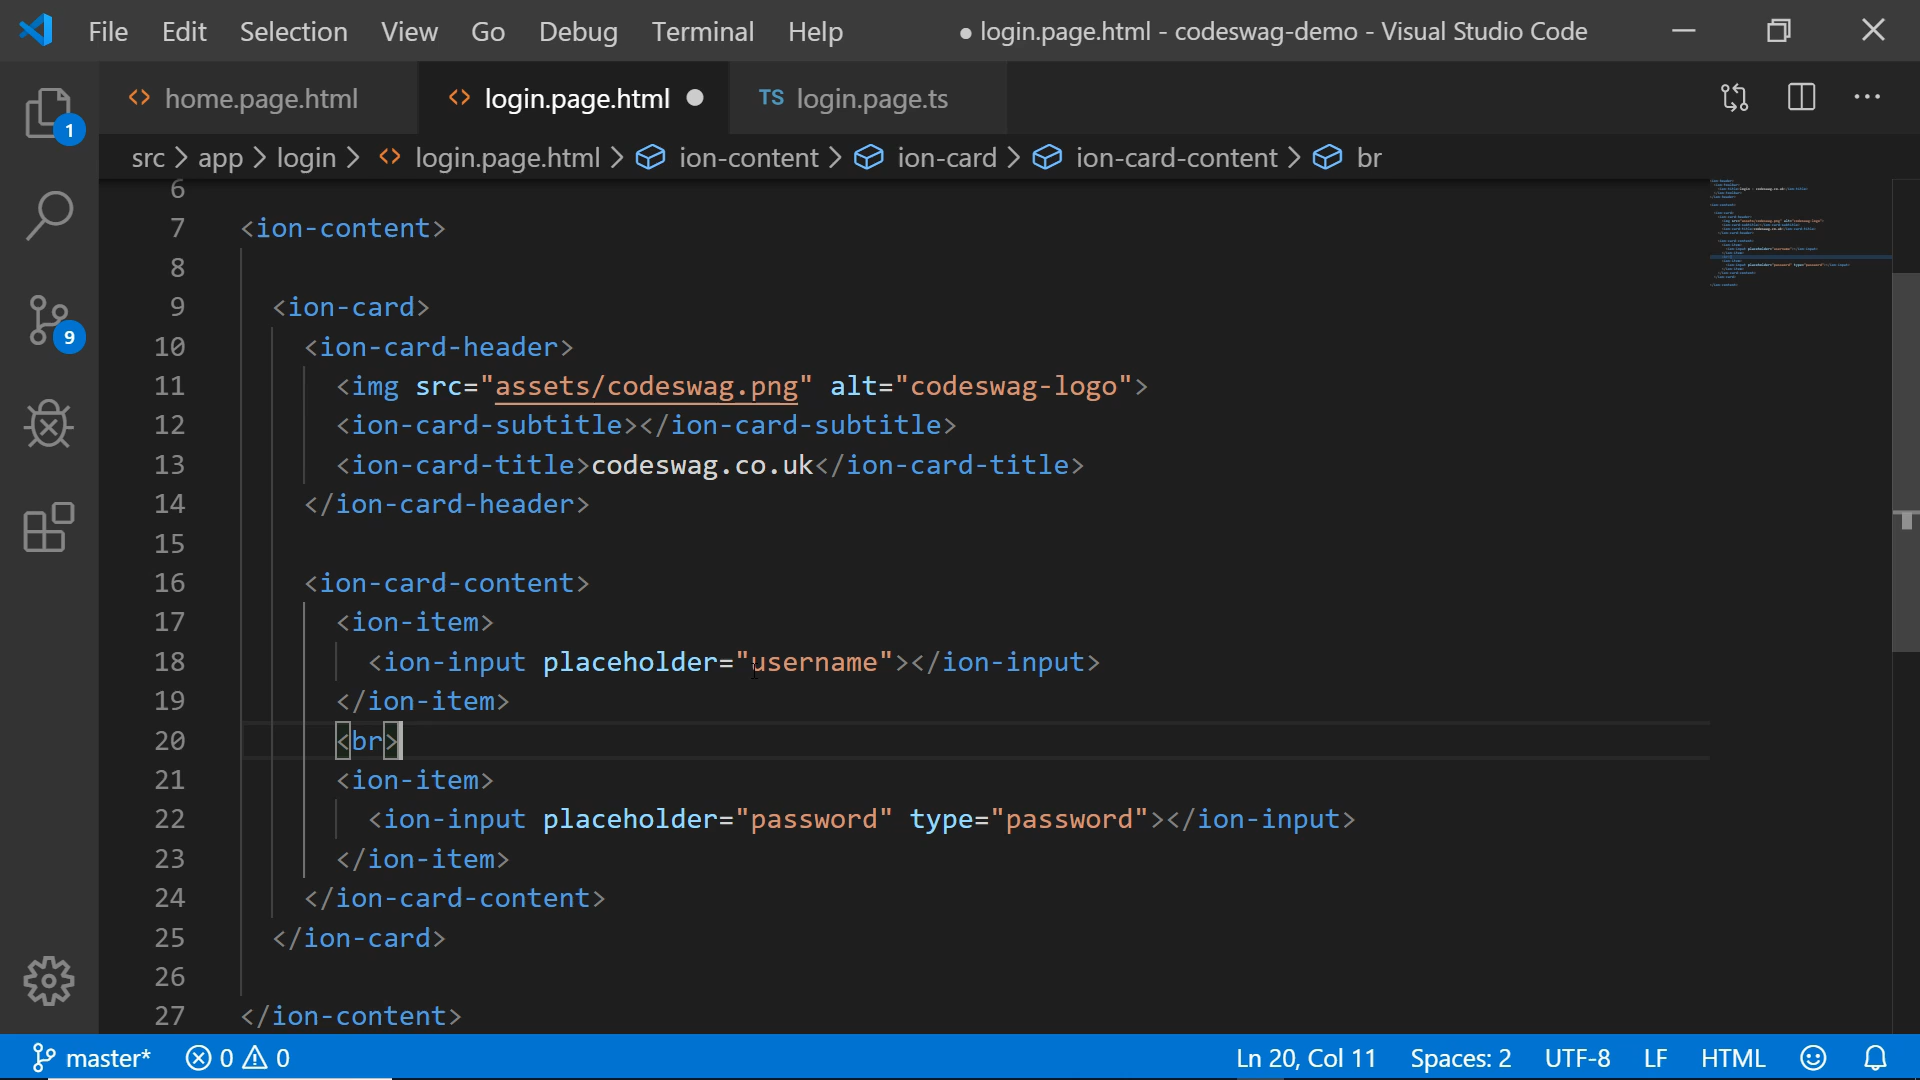 File Edit Selection View Go Debug Terminal Help ● login.page.html - codeswag-demo - Visual Studio Code
home.page.html login.page.html TS login.page.ts
src > app > login > login.page.html > ion-content > ion-card > ion-card-content > br
1
9
6
7 <ion-content>
8
9 <ion-card>
10 <ion-card-header>
11 <img src="assets/codeswag.png" alt="codeswag-logo">
12 <ion-card-subtitle></ion-card-subtitle>
13 <ion-card-title>codeswag.co.uk</ion-card-title>
14 </ion-card-header>
15
16 <ion-card-content>
17 <ion-item>
18 <ion-input placeholder="username"></ion-input>
19 </ion-item>
20 <br>
21 <ion-item>
22 <ion-input placeholder="password" type="password"></ion-input>
23 </ion-item>
24 </ion-card-content>
25 </ion-card>
26
27 </ion-content>
master* 0 0 Ln 20, Col 11 Spaces: 2 UTF-8 LF HTML